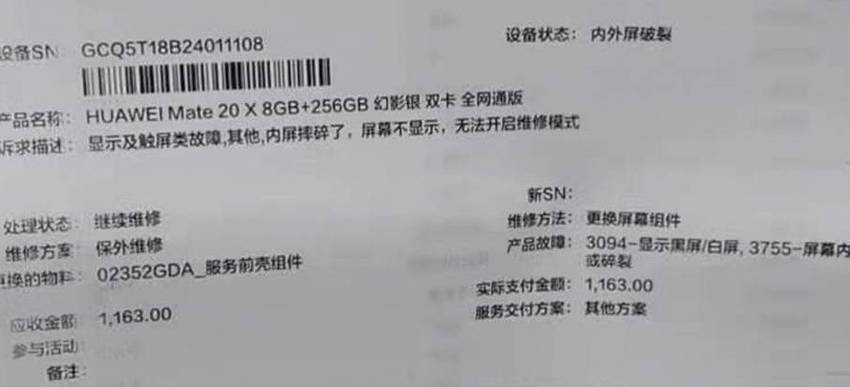 设备SN: GCQ5T18B24011108
设备状态: 内外屏破裂
产品名称: HUAWEI Mate 20 X 8GB+256GB 幻影银 双卡 全网通版
诉求描述: 显示及触屏类故障,其他,内屏摔碎了，屏幕不显示，无法开启维修模式
新SN:
处理状态: 继续维修
维修方法: 更换屏幕组件
维修方案: 保外维修
产品故障: 3094-显示黑屏/白屏, 3755-屏幕内
或碎裂
更换的物料: 02352GDA_服务前壳组件
实际支付金额: 1,163.00
应收金额: 1,163.00
服务交付方案: 其他方案
参与活动:
备注: